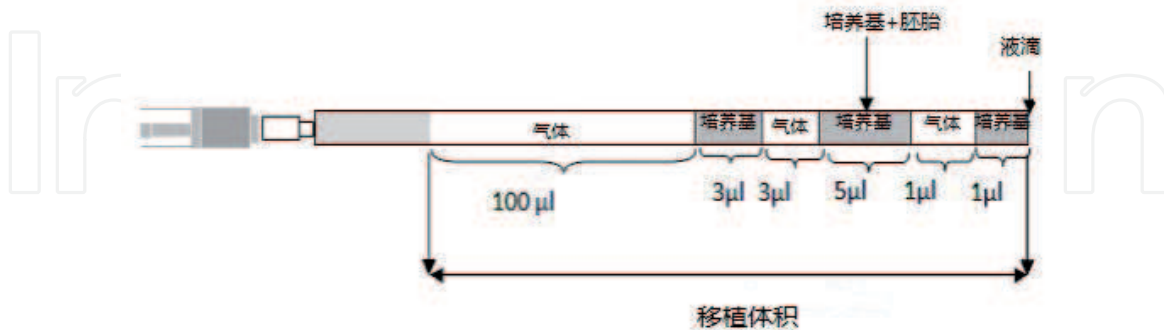 培养基+胚胎
液滴
气体 培养基 气体 培养基 气体 培养基
100 µl 3µl 3µl 5µl 1µl 1µl
移植体积